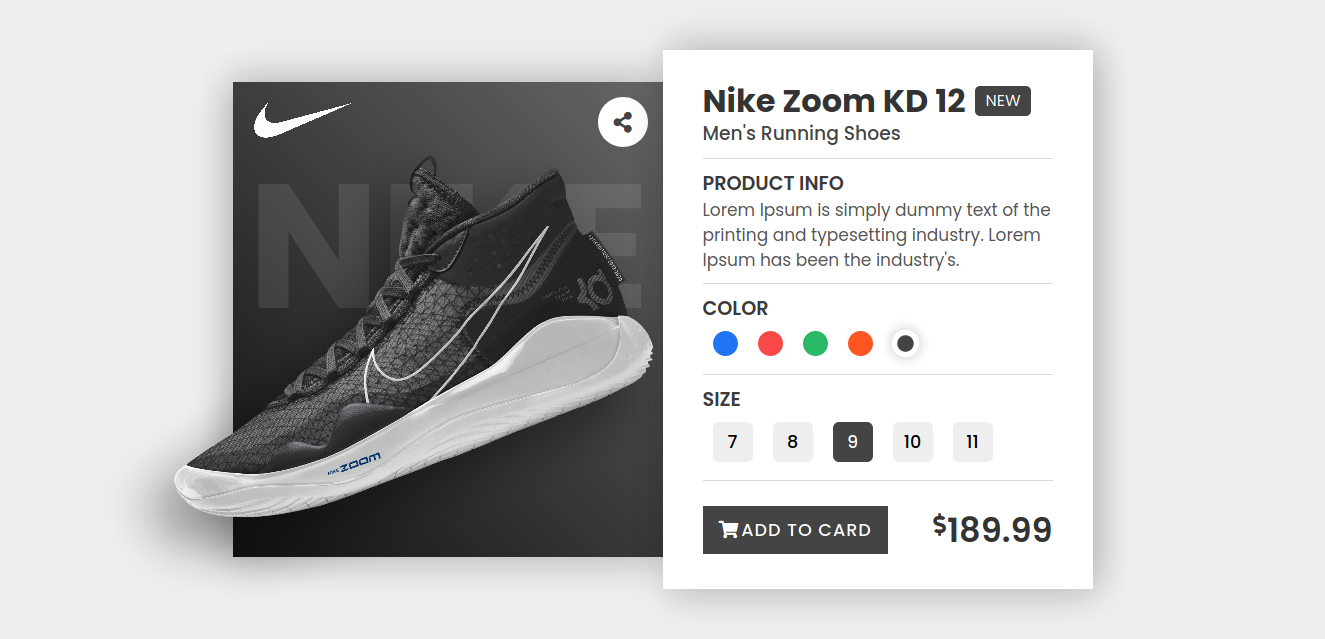 NIKE
NIKE ZOOM
Nike Zoom KD 12 NEW
Men's Running Shoes
PRODUCT INFO
Lorem Ipsum is simply dummy text of the
printing and typesetting industry. Lorem
Ipsum has been the industry's.
COLOR
SIZE
7 8 9 10 11
ADD TO CARD $189.99